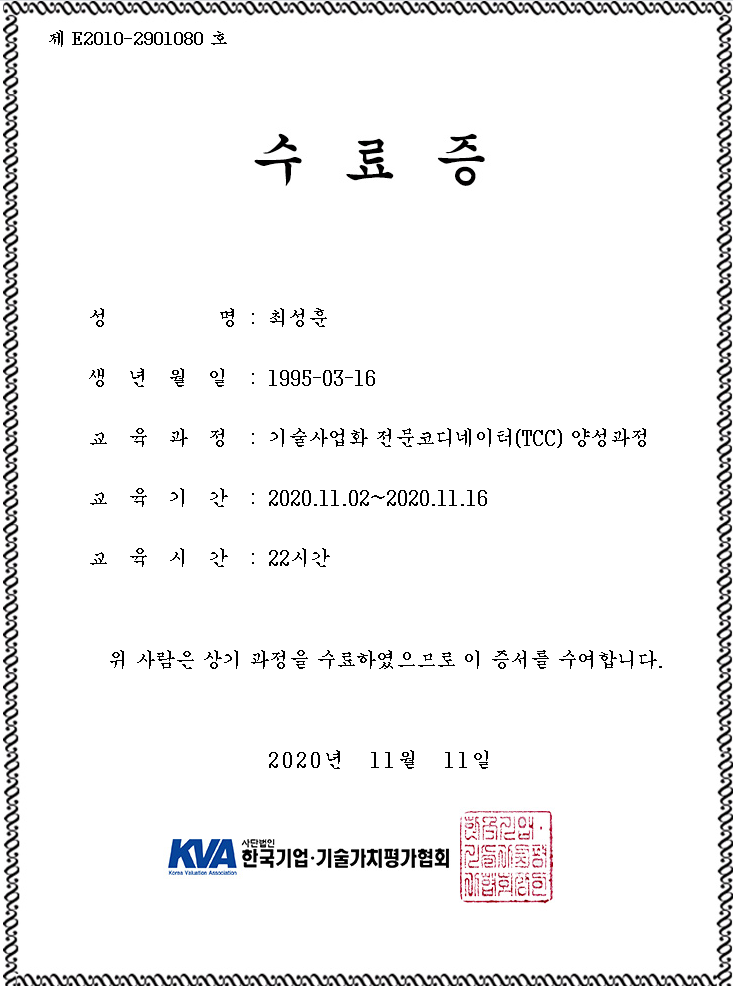 제 E2010-2901080 호
수 료 증
성 명 : 최성훈
생 년 월 일 : 1995-03-16
교 육 과 정 : 기술사업화 전문코디네이터(TCC) 양성과정
교 육 기 간 : 2020.11.02~2020.11.16
교 육 시 간 : 22시간
위 사람은 상기 과정을 수료하였으므로 이 증서를 수여합니다.
2020년 11월 11일
KVA 사단법인
Korea Valuation Association 한국기업·기술가치평가협회